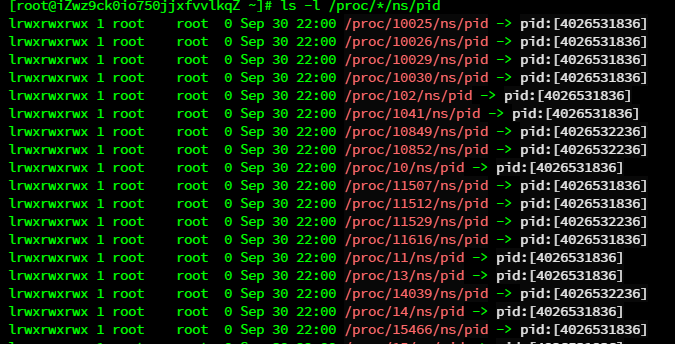 [root@iZwz9ck0io750jjxfvvlkqZ ~]# ls -l /proc/*/ns/pid
lrwxrwxrwx 1 root    root  0 Sep 30 22:00 /proc/10025/ns/pid -> pid:[4026531836]
lrwxrwxrwx 1 root    root  0 Sep 30 22:00 /proc/10026/ns/pid -> pid:[4026531836]
lrwxrwxrwx 1 root    root  0 Sep 30 22:00 /proc/10029/ns/pid -> pid:[4026531836]
lrwxrwxrwx 1 root    root  0 Sep 30 22:00 /proc/10030/ns/pid -> pid:[4026531836]
lrwxrwxrwx 1 root    root  0 Sep 30 22:00 /proc/102/ns/pid -> pid:[4026531836]
lrwxrwxrwx 1 root    root  0 Sep 30 22:00 /proc/1041/ns/pid -> pid:[4026531836]
lrwxrwxrwx 1 root    root  0 Sep 30 22:00 /proc/10849/ns/pid -> pid:[4026532236]
lrwxrwxrwx 1 root    root  0 Sep 30 22:00 /proc/10852/ns/pid -> pid:[4026532236]
lrwxrwxrwx 1 root    root  0 Sep 30 22:00 /proc/10/ns/pid -> pid:[4026531836]
lrwxrwxrwx 1 root    root  0 Sep 30 22:00 /proc/11507/ns/pid -> pid:[4026531836]
lrwxrwxrwx 1 root    root  0 Sep 30 22:00 /proc/11512/ns/pid -> pid:[4026531836]
lrwxrwxrwx 1 root    root  0 Sep 30 22:00 /proc/11529/ns/pid -> pid:[4026532236]
lrwxrwxrwx 1 root    root  0 Sep 30 22:00 /proc/11616/ns/pid -> pid:[4026531836]
lrwxrwxrwx 1 root    root  0 Sep 30 22:00 /proc/11/ns/pid -> pid:[4026531836]
lrwxrwxrwx 1 root    root  0 Sep 30 22:00 /proc/13/ns/pid -> pid:[4026531836]
lrwxrwxrwx 1 root    root  0 Sep 30 22:00 /proc/14039/ns/pid -> pid:[4026532236]
lrwxrwxrwx 1 root    root  0 Sep 30 22:00 /proc/14/ns/pid -> pid:[4026531836]
lrwxrwxrwx 1 root    root  0 Sep 30 22:00 /proc/15466/ns/pid -> pid:[4026531836]